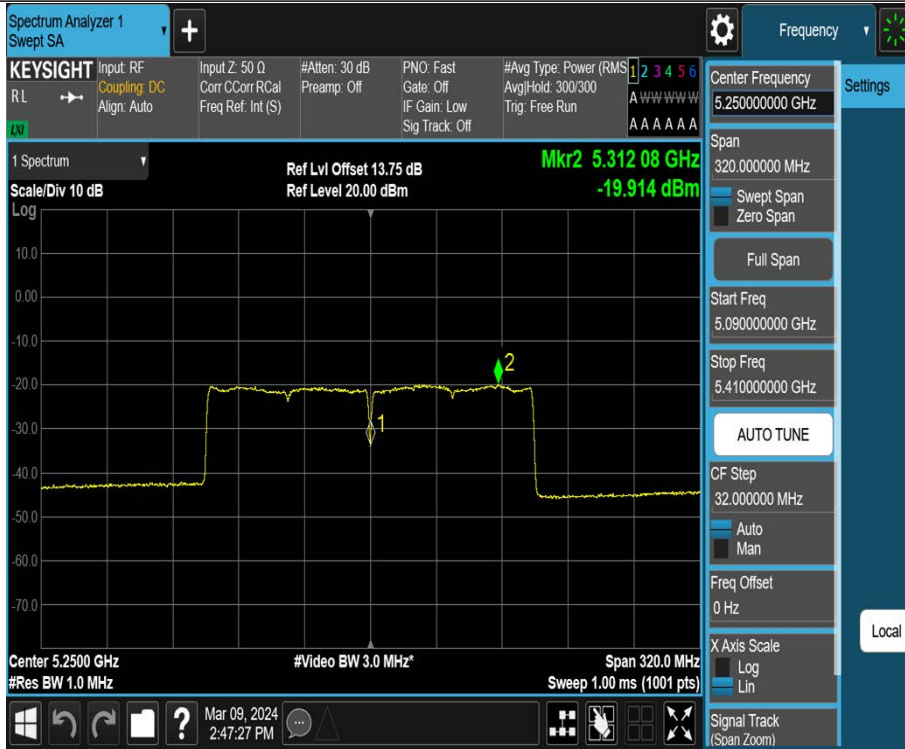 Spectrum Analyzer 1
Swept SA
+
Frequency
KEYSIGHT
RL
LXI
Input: RF
Coupling: DC
Align: Auto
Input Z: 50 Ω
Corr CCorr RCal
Freq Ref: Int (S)
#Atten: 30 dB
Preamp: Off
PNO: Fast
Gate: Off
IF Gain: Low
Sig Track: Off
#Avg Type: Power (RMS
Avg|Hold: 300/300
Trig: Free Run
1 2 3 4 5 6
A W W W W W
A A A A A A
1 Spectrum
Scale/Div 10 dB
Log
Ref Lvl Offset 13.75 dB
Ref Level 20.00 dBm
Mkr2 5.312 08 GHz
-19.914 dBm
10.0
0.00
-10.0
-20.0
-30.0
-40.0
-50.0
-60.0
-70.0
2
1
Center 5.2500 GHz
#Res BW 1.0 MHz
#Video BW 3.0 MHz*
Span 320.0 MHz
Sweep 1.00 ms (1001 pts)
Center Frequency
5.250000000 GHz
Span
320.000000 MHz
Swept Span
Zero Span
Full Span
Start Freq
5.090000000 GHz
Stop Freq
5.410000000 GHz
AUTO TUNE
CF Step
32.000000 MHz
Auto
Man
Freq Offset
0 Hz
X Axis Scale
Log
Lin
Signal Track
(Span Zoom)
Settings
Local
?
Mar 09, 2024
2:47:27 PM